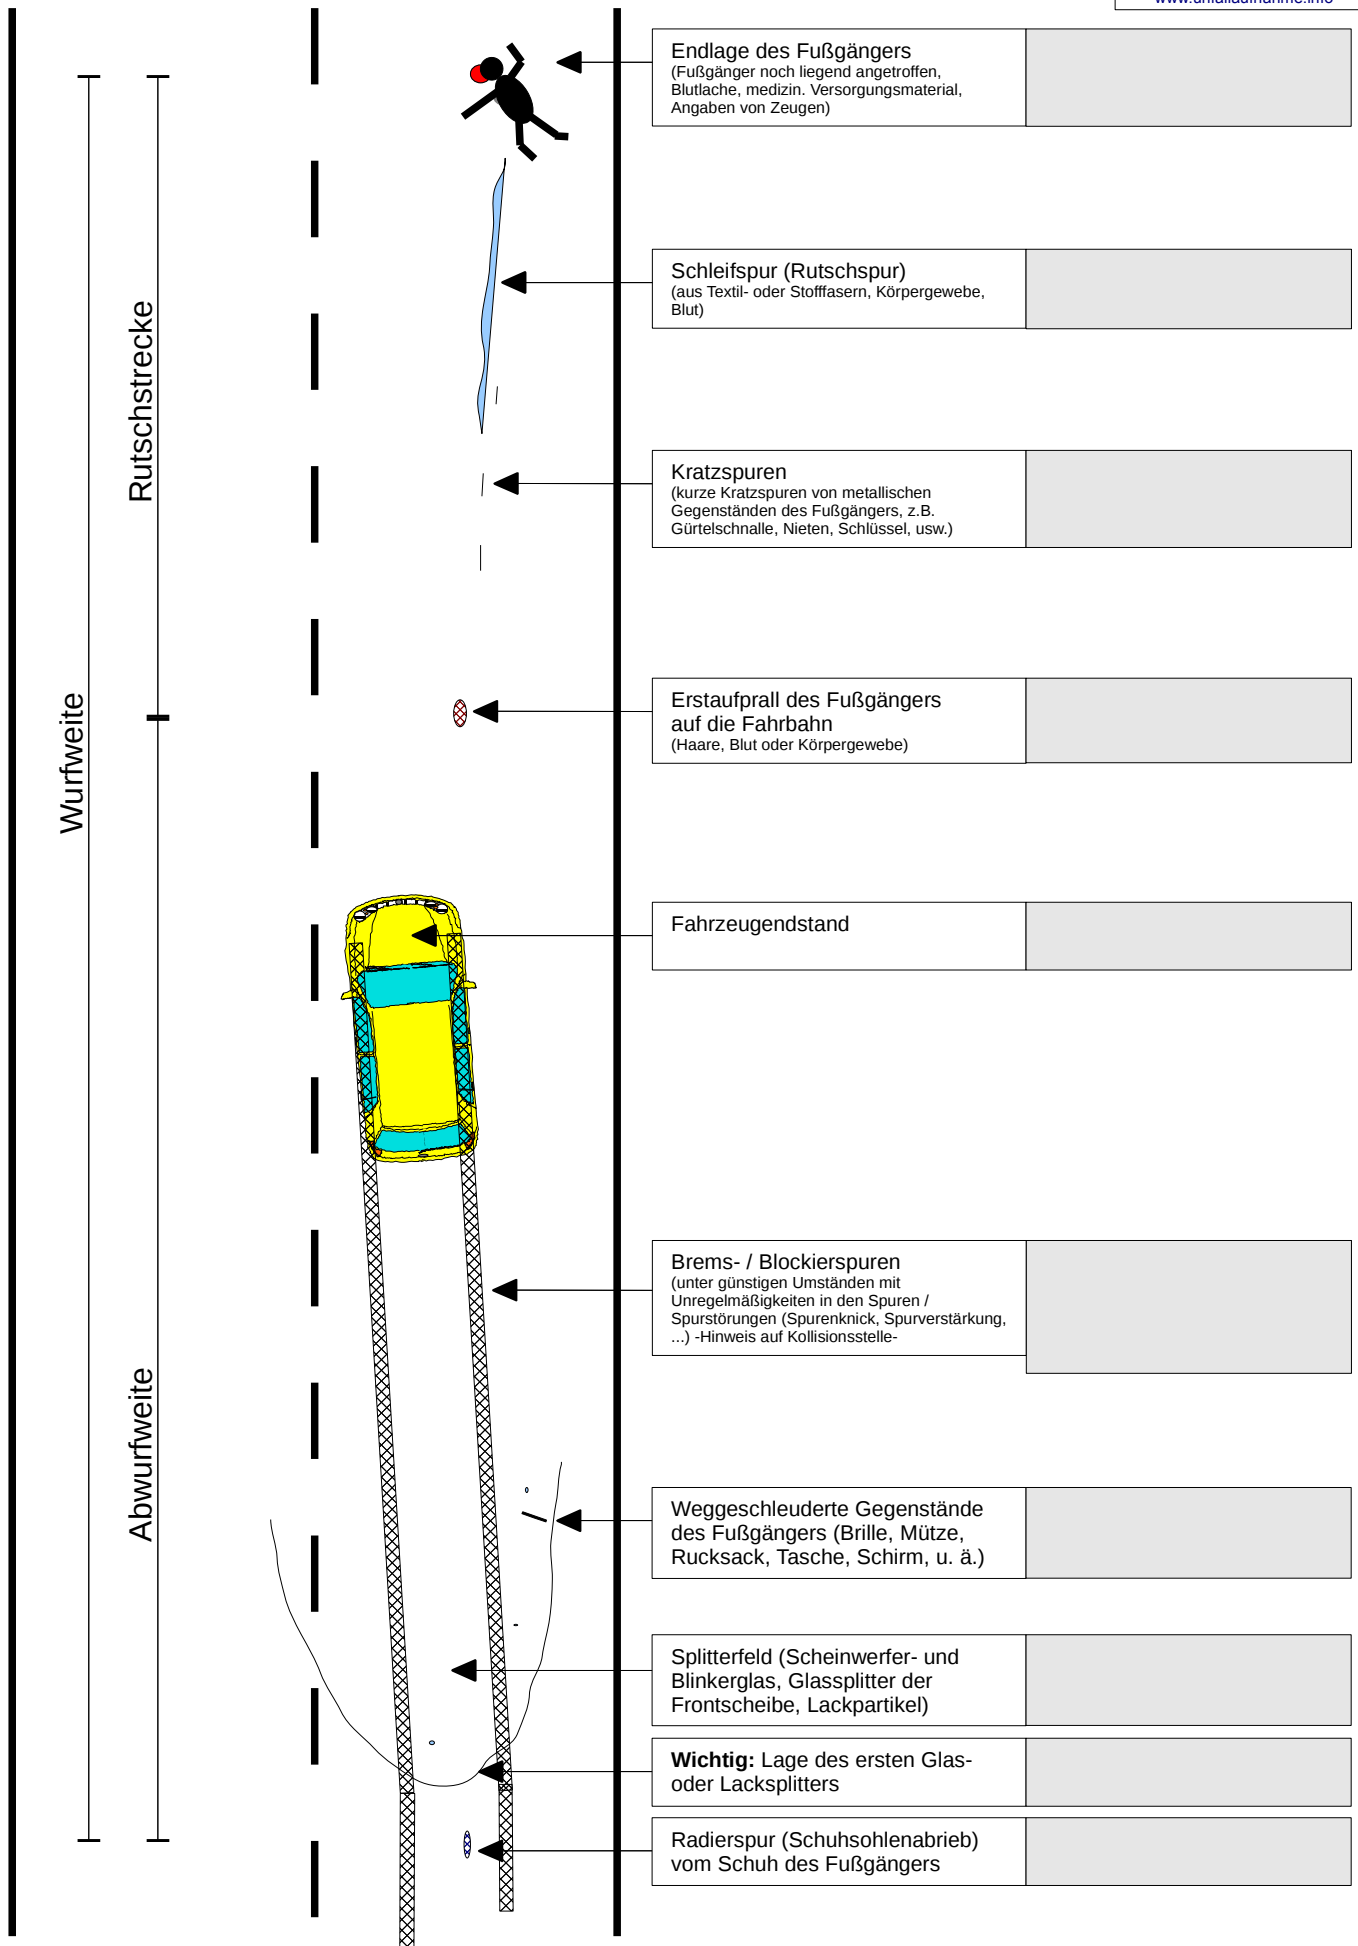 Endlage des Fußgängers
(Fußgänger noch liegend angetroffen,
Blutlache, medizin. Versorgungsmaterial,
Angaben von Zeugen)
Schleifspur (Rutschspur)
(aus Textil- oder Stofffasern, Körpergewebe,
Blut)
Rutschstrecke
Kratzspuren
(kurze Kratzspuren von metallischen
Gegenständen des Fußgängers, z.B.
Gürtelschnalle, Nieten, Schlüssel, usw.)
Wurfweite
Erstaufprall des Fußgängers
auf die Fahrbahn
(Haare, Blut oder Körpergewebe)
Fahrzeugendstand
Brems- / Blockierspuren
(unter günstigen Umständen mit
Unregelmäßigkeiten in den Spuren /
Spurstörungen (Spurenknick, Spurverstärkung,
...) -Hinweis auf Kollisionsstelle-
Abwurfweite
Weggeschleuderte Gegenstände
des Fußgängers (Brille, Mütze,
Rucksack, Tasche, Schirm, u. ä.)
Splitterfeld (Scheinwerfer- und
Blinkerglas, Glassplitter der
Frontscheibe, Lackpartikel)
Wichtig: Lage des ersten Glas-
oder Lacksplitters
Radierspur (Schuhsohlenabrieb)
vom Schuh des Fußgängers